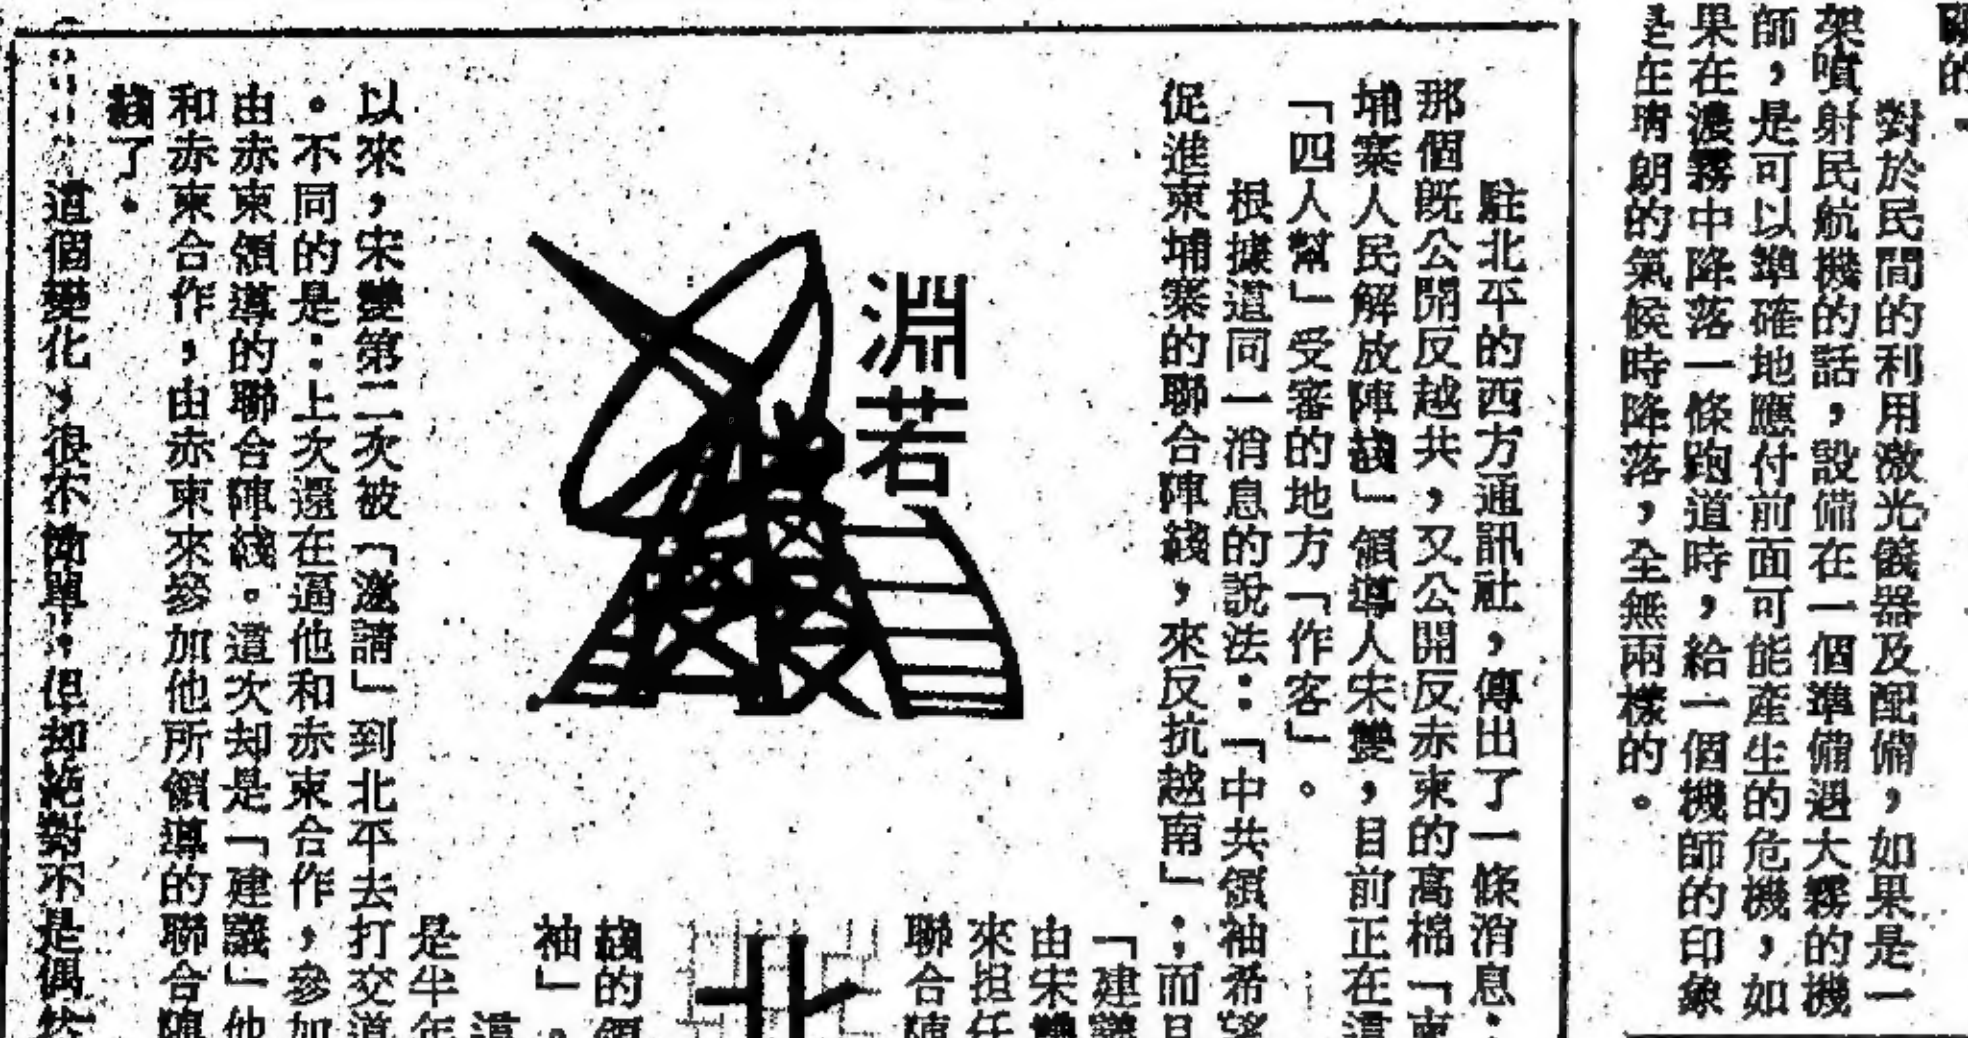 的。
對於民間的利用激光儀器及配備，如果是一
架噴射民航機的話，設備在一個準備遇大霧的機
師，是可以準確地應付前面可能產生的危機，如
果在濃霧中降落一條跑道時，給一個機師的印象
是在晴朗的氣候時降落，全無兩樣的。
駐北平的西方通訊社，傳出了一條消息：
那個既公開反越共，又公開反赤柬的高棉「柬
埔寨人民解放陣綫」領導人宋雙，目前正在這
「四人幫」受審的地方「作客」。
根據這同一消息的說法：「中共領袖希望
促進柬埔寨的聯合陣綫，來反抗越南」；而且
「建議
由宋雙
來担任
聯合陣
淵若
北
綫的領
袖」。
這
是半年
以來，宋雙第二次被「邀請」到北平去打交道
。不同的是：上次還在逼他和赤柬合作，參加
由赤柬領導的聯合陣綫。這次却是「建議」他
和赤柬合作，由赤柬來參加他所領導的聯合陣
綫了。
這個變化，很不簡單；但却絕對不是偶然